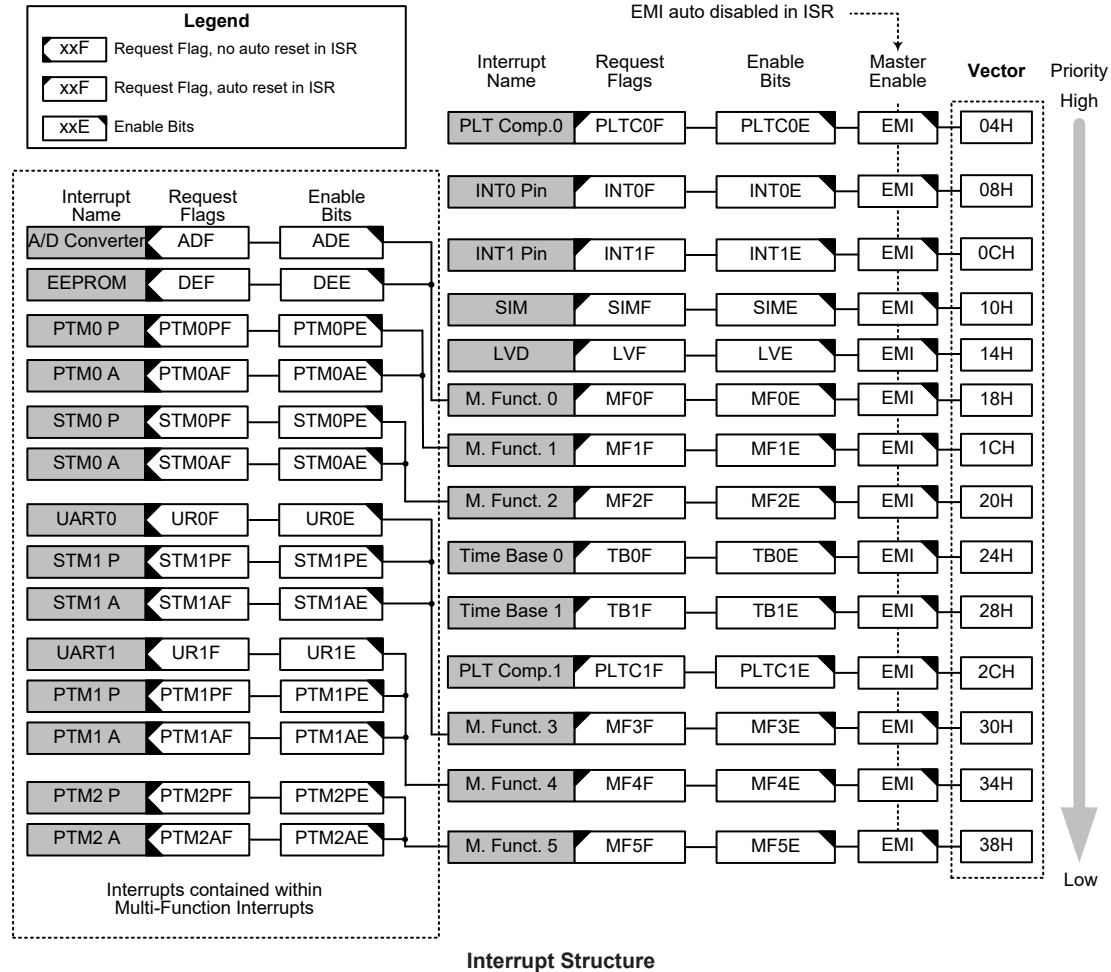 Legend
xxF Request Flag, no auto reset in ISR
xxF Request Flag, auto reset in ISR
xxE Enable Bits
EMI auto disabled in ISR
Interrupt Name Request Flags Enable Bits Master Enable Vector Priority
High
PLT Comp.0 PLTC0F PLTC0E EMI 04H
INT0 Pin INT0F INT0E EMI 08H
INT1 Pin INT1F INT1E EMI 0CH
SIM SIMF SIME EMI 10H
LVD LVF LVE EMI 14H
M. Funct. 0 MF0F MF0E EMI 18H
M. Funct. 1 MF1F MF1E EMI 1CH
M. Funct. 2 MF2F MF2E EMI 20H
Time Base 0 TB0F TB0E EMI 24H
Time Base 1 TB1F TB1E EMI 28H
PLT Comp.1 PLTC1F PLTC1E EMI 2CH
M. Funct. 3 MF3F MF3E EMI 30H
M. Funct. 4 MF4F MF4E EMI 34H
M. Funct. 5 MF5F MF5E EMI 38H
Low
Interrupt Name Request Flags Enable Bits
A/D Converter ADF ADE
EEPROM DEF DEE
PTM0 P PTM0PF PTM0PE
PTM0 A PTM0AF PTM0AE
STM0 P STM0PF STM0PE
STM0 A STM0AF STM0AE
UART0 UR0F UR0E
STM1 P STM1PF STM1PE
STM1 A STM1AF STM1AE
UART1 UR1F UR1E
PTM1 P PTM1PF PTM1PE
PTM1 A PTM1AF PTM1AE
PTM2 P PTM2PF PTM2PE
PTM2 A PTM2AF PTM2AE
Interrupts contained within
Multi-Function Interrupts
Interrupt Structure